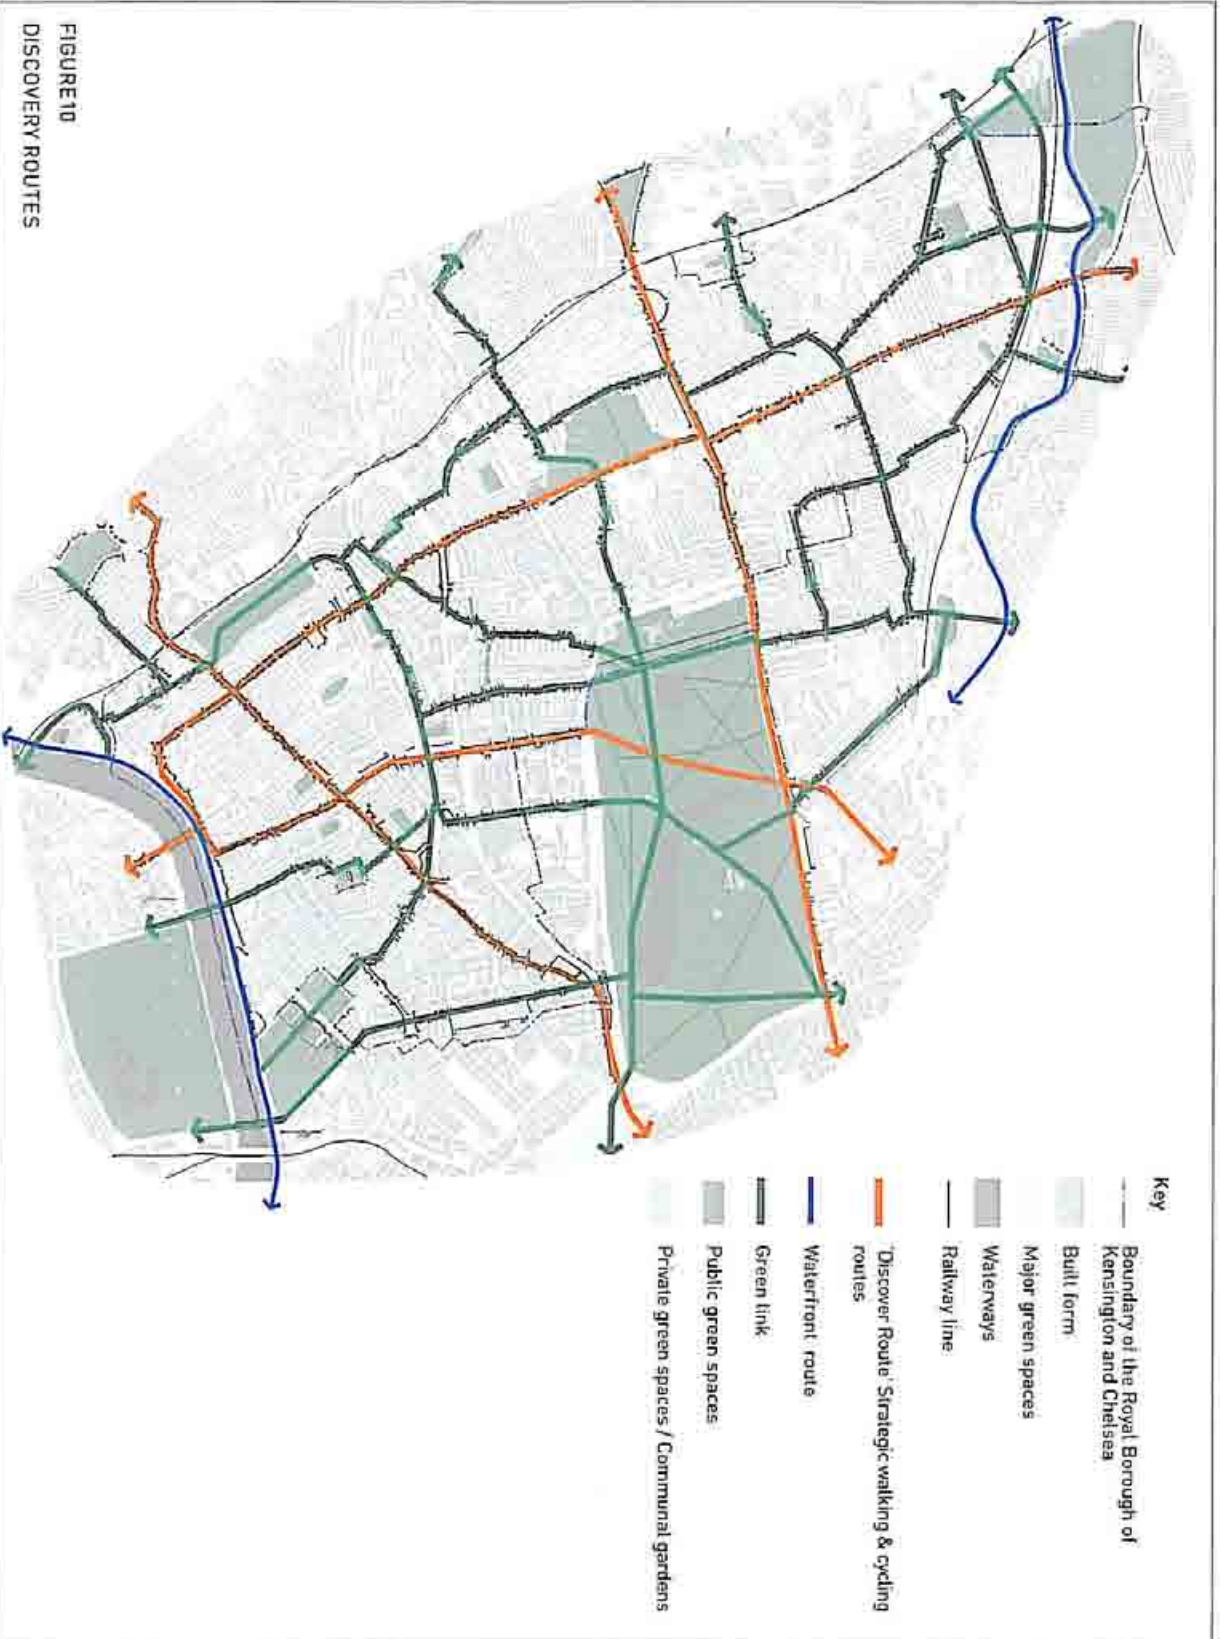 FIGURE10
DISCOVERY ROUTES
Key
Boundary of the Royal Borough of
Kensington and Chelsea
Built form
Major green spaces
Waterways
Railway line
'Discover Route' Strategic walking & cycling
routes
Waterfront route
Green link
Public green spaces
Private green spaces / Communal gardens